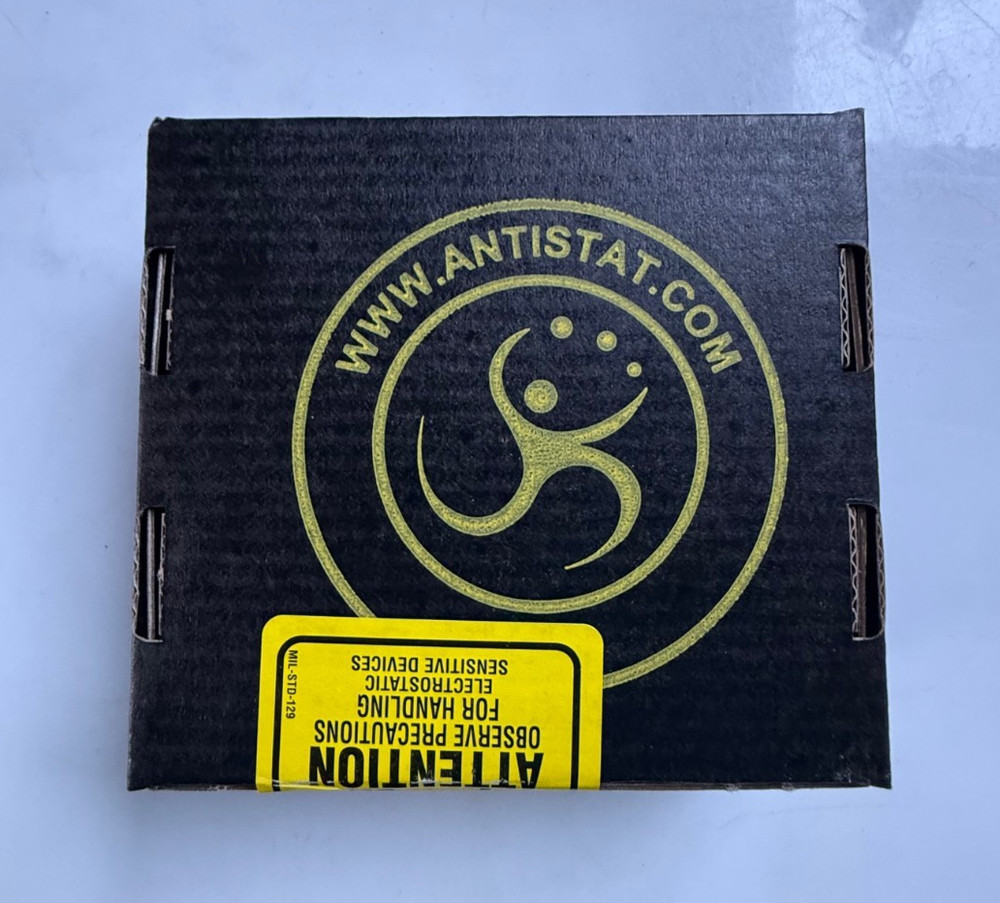 WWW.ANTISTAT.COM
ATTENTION
OBSERVE PRECAUTIONS
FOR HANDLING
ELECTROSTATIC
SENSITIVE DEVICES
MIL-STD-129